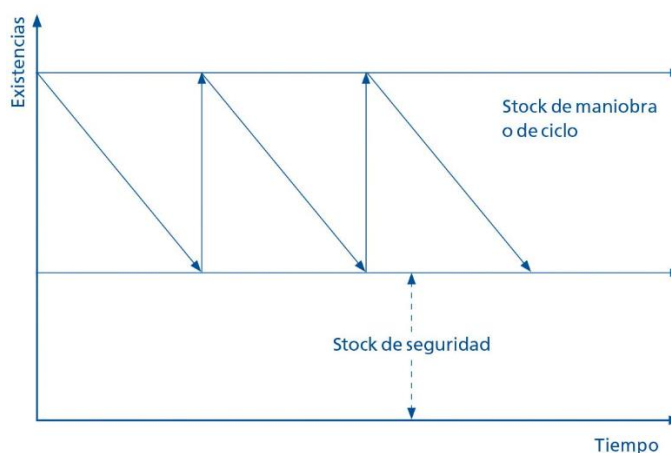 Existencias
Stock de maniobra
o de ciclo
Stock de seguridad
Tiempo